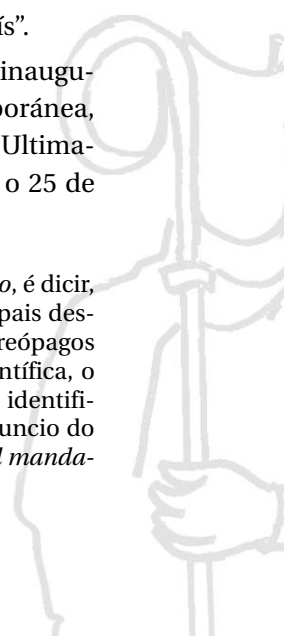 ís”.
inaugu-
poránea,
Ultima-
o 25 de
o, é dicir,
pais des-
reópagos
ntífica, o
identifi-
uncio do
l manda-